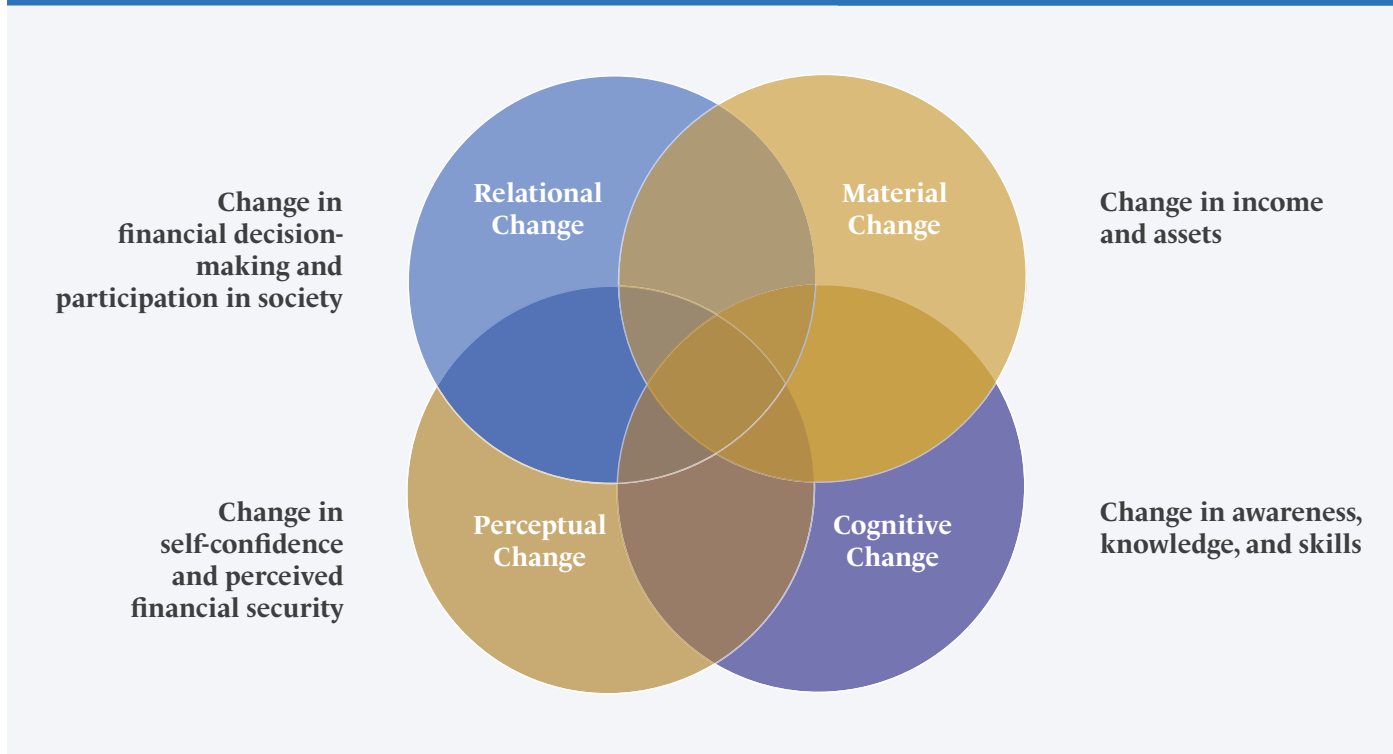 Relational
Change
Material
Change
Change in
financial decision-
making and
participation in society
Change in income
and assets
Perceptual
Change
Cognitive
Change
Change in
self-confidence
and perceived
financial security
Change in awareness,
knowledge, and skills